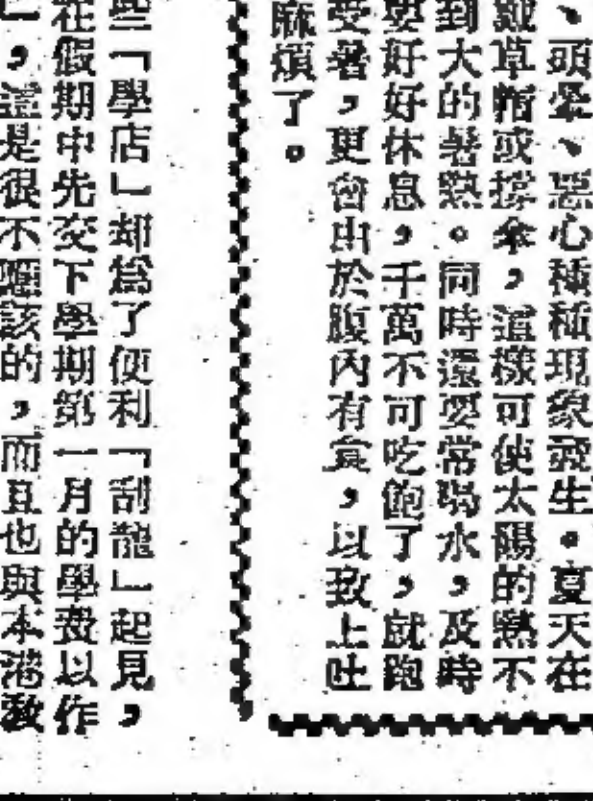 、頭暈、惡心種種現象發生。夏天在
戴草帽或撐傘,這樣可使太陽的熱不
到大的暑熱。同時還要常喝水,及時
要好好休息,千萬不可吃飽了,就跑
受暑,更會由於腹內有食,以致上吐
麻煩了。
些「學店」却爲了便利「刮龍」起見,
在假期中先交下學期第一月的學費以作
,這是很不應該的,而且也與本港教